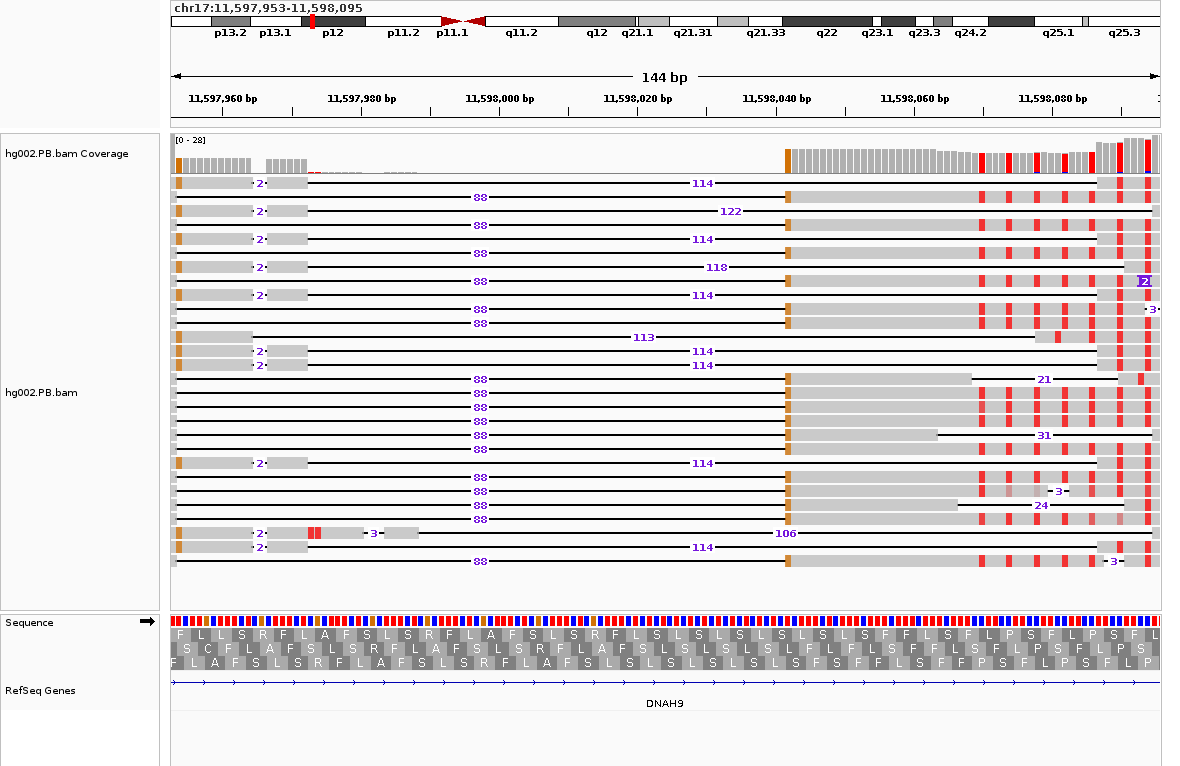 chr17:11,597,953-11,598,095
p13.2 p13.1 p12 p11.2 p11.1 q11.2 q12 q21.1 q21.31 q21.33 q22 q23.1 q23.3 q24.2 q25.1 q25.3
144 bp
11,597,960 bp 11,597,980 bp 11,598,000 bp 11,598,020 bp 11,598,040 bp 11,598,060 bp 11,598,080 bp
[0 - 28]
hg002.PB.bam Coverage
2 114
88
2 122
88
2 114
88
2 118
88 2
2 114
88 3
88
113
2 114
2 114
88 21
hg002.PB.bam
88
88
88
88 31
88
2 114
88
88 3
88 24
88
2 3 106
2 114
88 3
Sequence
RefSeq Genes
DNAH9